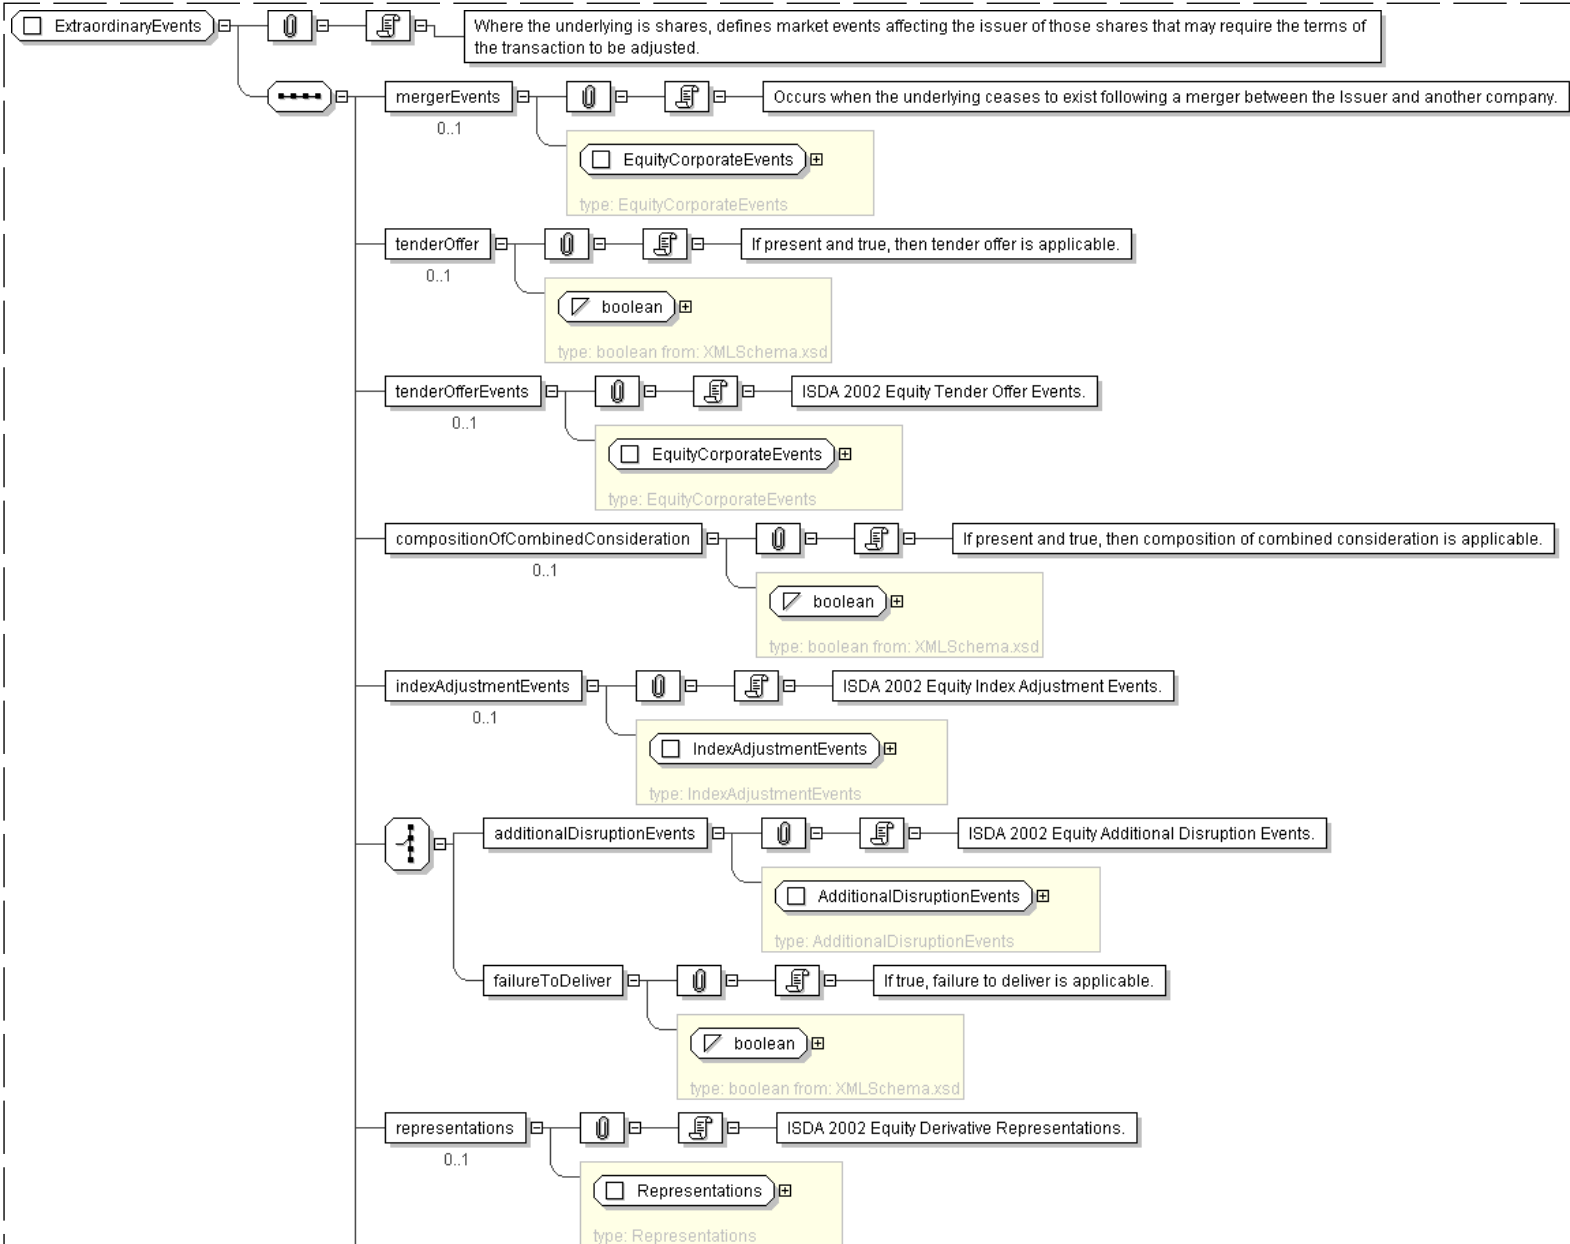 ExtraordinaryEvents
Where the underlying is shares, defines market events affecting the issuer of those shares that may require the terms of
the transaction to be adjusted.
mergerEvents
Occurs when the underlying ceases to exist following a merger between the Issuer and another company.
0..1
EquityCorporateEvents
type: EquityCorporateEvents
tenderOffer
If present and true, then tender offer is applicable.
0..1
boolean
type: boolean from: XMLSchema.xsd
tenderOfferEvents
ISDA 2002 Equity Tender Offer Events.
0..1
EquityCorporateEvents
type: EquityCorporateEvents
compositionOfCombinedConsideration
If present and true, then composition of combined consideration is applicable.
0..1
boolean
type: boolean from: XMLSchema.xsd
indexAdjustmentEvents
ISDA 2002 Equity Index Adjustment Events.
0..1
IndexAdjustmentEvents
type: IndexAdjustmentEvents
additionalDisruptionEvents
ISDA 2002 Equity Additional Disruption Events.
AdditionalDisruptionEvents
type: AdditionalDisruptionEvents
failureToDeliver
If true, failure to deliver is applicable.
boolean
type: boolean from: XMLSchema.xsd
representations
ISDA 2002 Equity Derivative Representations.
0..1
Representations
type: Representations